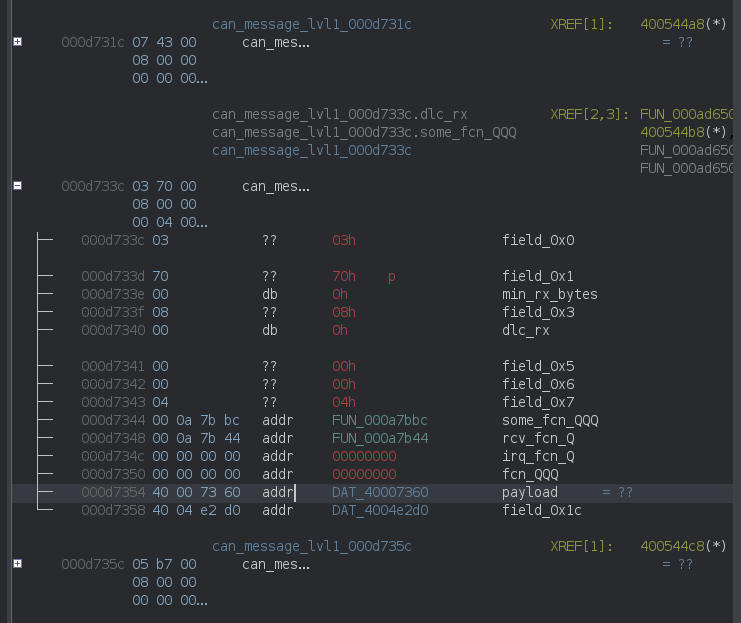 can_message_lvl1_000d731c XREF[1]: 400544a8(*)
000d731c 07 43 00 can_mes... = ??
08 00 00
00 00 00...
can_message_lvl1_000d733c.dlc_rx XREF[2,3]: FUN_000ad650
can_message_lvl1_000d733c.some_fcn_QQQ 400544b8(*),
can_message_lvl1_000d733c FUN_000ad650
FUN_000ad650
000d733c 03 70 00 can_mes...
08 00 00
00 04 00...
000d733c 03 ?? 03h field_0x0
000d733d 70 ?? 70h p field_0x1
000d733e 00 db 0h min_rx_bytes
000d733f 08 ?? 08h field_0x3
000d7340 00 db 0h dlc_rx
000d7341 00 ?? 00h field_0x5
000d7342 00 ?? 00h field_0x6
000d7343 04 ?? 04h field_0x7
000d7344 00 0a 7b bc addr FUN_000a7bbc some_fcn_QQQ
000d7348 00 0a 7b 44 addr FUN_000a7b44 rcv_fcn_Q
000d734c 00 00 00 00 addr 00000000 irq_fcn_Q
000d7350 00 00 00 00 addr 00000000 fcn_QQQ
000d7354 40 00 73 60 addr DAT_40007360 payload = ??
000d7358 40 04 e2 d0 addr DAT_4004e2d0 field_0x1c
can_message_lvl1_000d735c XREF[1]: 400544c8(*)
000d735c 05 b7 00 can_mes... = ??
08 00 00
00 00 00...